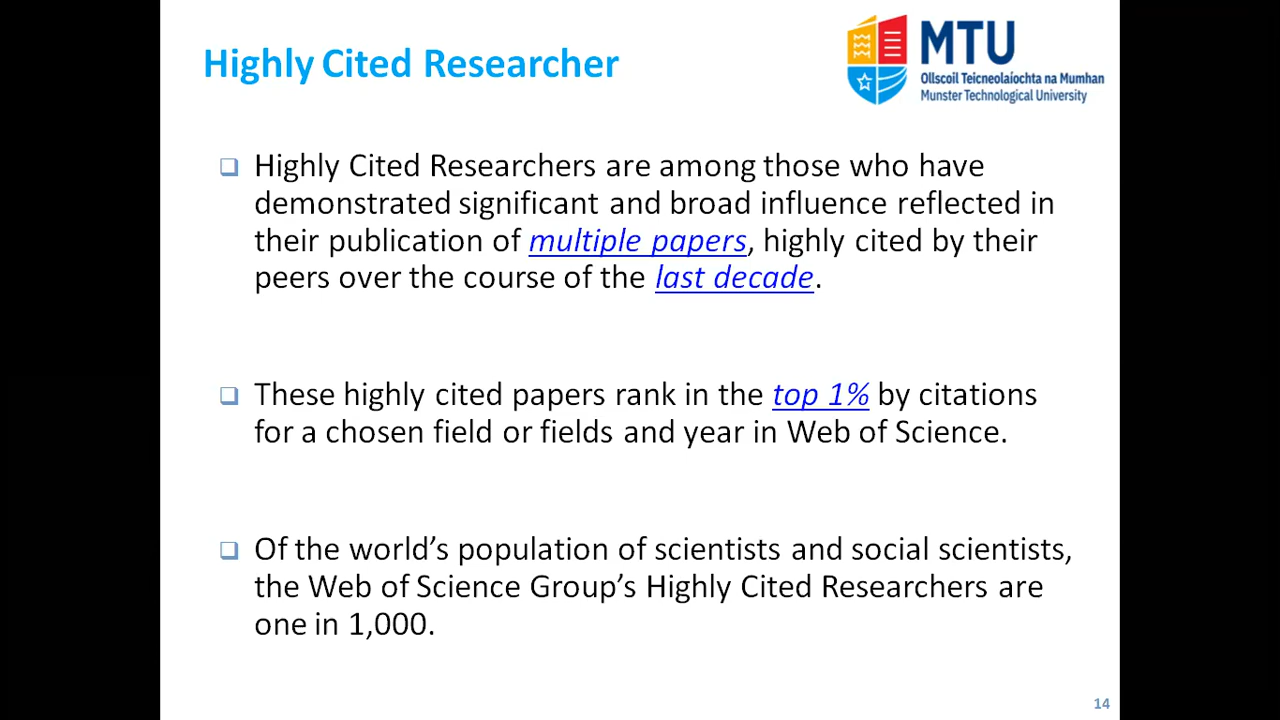 Highly Cited Researcher
MTU
Ollscoil Teicneolaíochta na Mumhan
Munster Technological University
❑ Highly Cited Researchers are among those who have
demonstrated significant and broad influence reflected in
their publication of multiple papers, highly cited by their
peers over the course of the last decade.
❑ These highly cited papers rank in the top 1% by citations
for a chosen field or fields and year in Web of Science.
❑ Of the world’s population of scientists and social scientists,
the Web of Science Group’s Highly Cited Researchers are
one in 1,000.
14